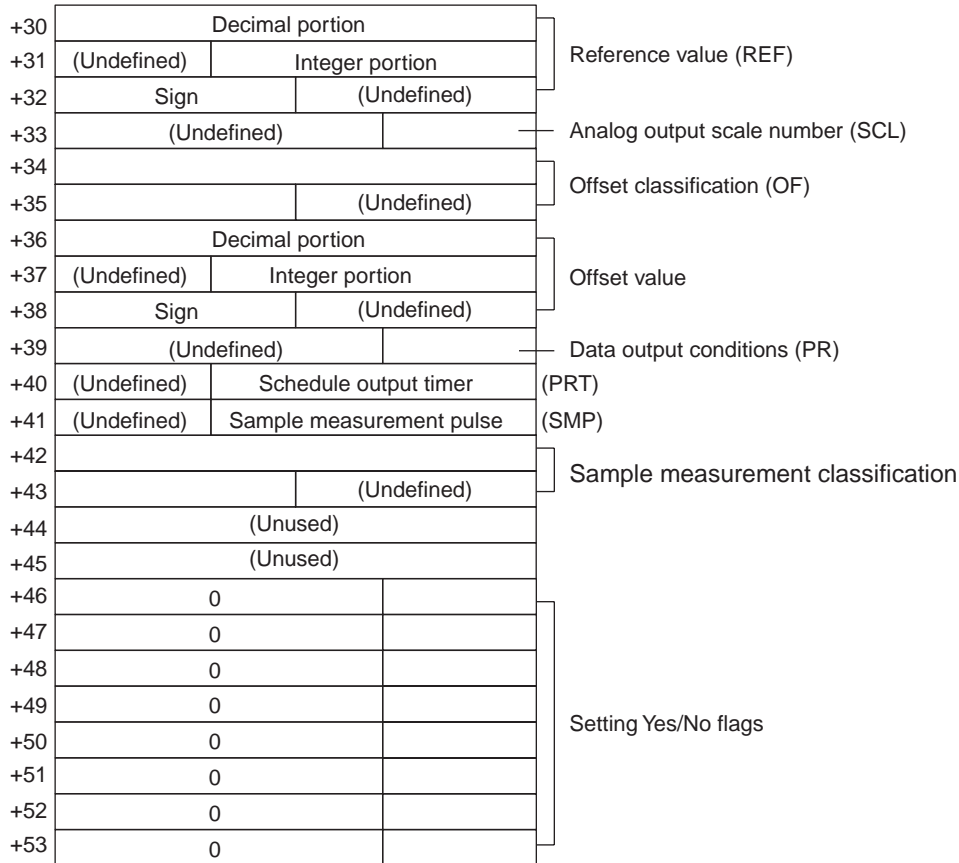 +30 Decimal portion
+31 (Undefined) Integer portion Reference value (REF)
+32 Sign (Undefined)
+33 (Undefined) Analog output scale number (SCL)
+34
Offset classification (OF)
+35 (Undefined)
+36 Decimal portion
+37 (Undefined) Integer portion Offset value
+38 Sign (Undefined)
+39 (Undefined) Data output conditions (PR)
+40 (Undefined) Schedule output timer (PRT)
+41 (Undefined) Sample measurement pulse (SMP)
+42
Sample measurement classification
+43 (Undefined)
+44 (Unused)
+45 (Unused)
+46 0
+47 0
+48 0
+49 0
Setting Yes/No flags
+50 0
+51 0
+52 0
+53 0